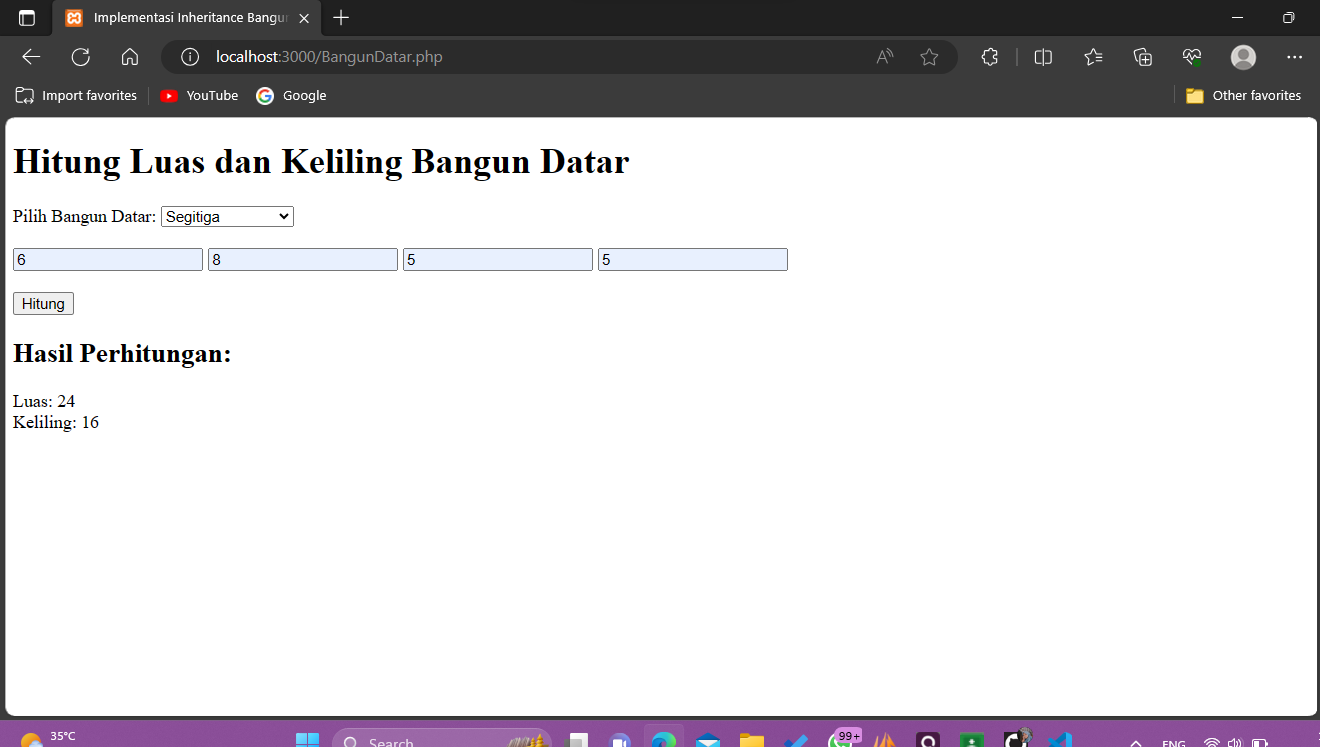 Implementasi Inheritance Bangun
localhost:3000/BangunDatar.php
Import favorites
YouTube
Google
Other favorites
Hitung Luas dan Keliling Bangun Datar
Pilih Bangun Datar: Segitiga
6 8 5 5
Hitung
Hasil Perhitungan:
Luas: 24
Keliling: 16
35°C
Search
99+
ENG